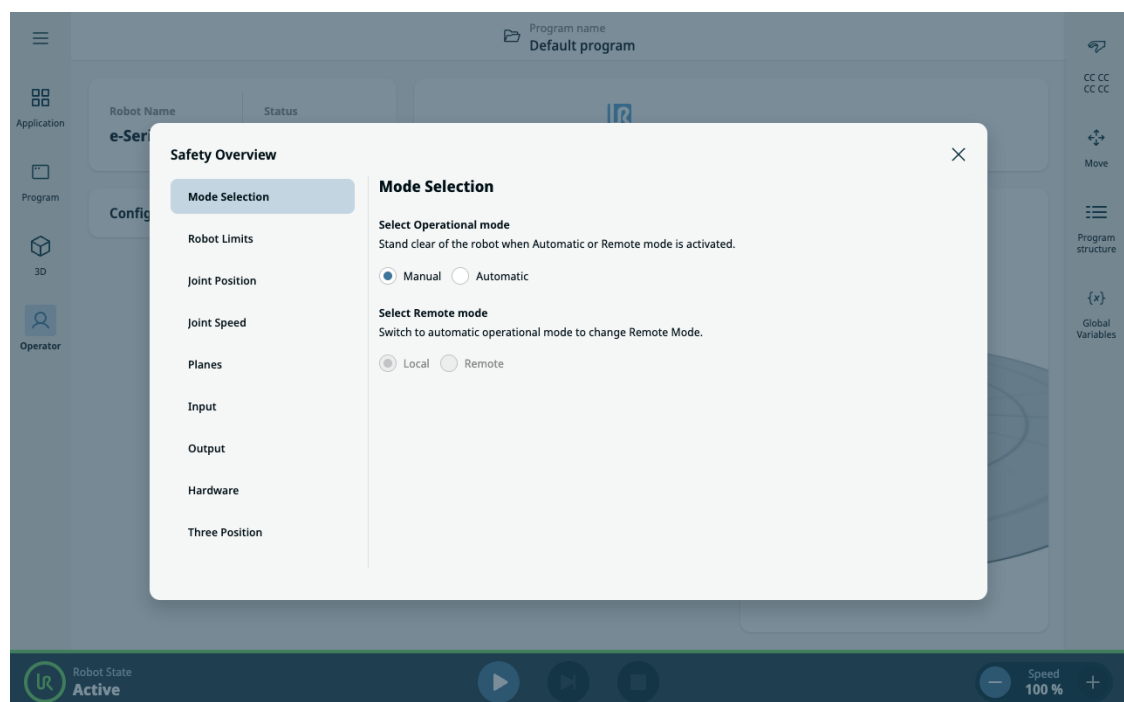 Program name
Default program
Application
Program
3D
Operator
Robot Name
Status
e-Seri
Config
Safety Overview
Mode Selection
Robot Limits
Joint Position
Joint Speed
Planes
Input
Output
Hardware
Three Position
Mode Selection
Select Operational mode
Stand clear of the robot when Automatic or Remote mode is activated.
Manual
Automatic
Select Remote mode
Switch to automatic operational mode to change Remote Mode.
Local
Remote
CC CC
CC CC
Move
Program
structure
{x}
Global
Variables
Robot State
Active
Speed
100 %